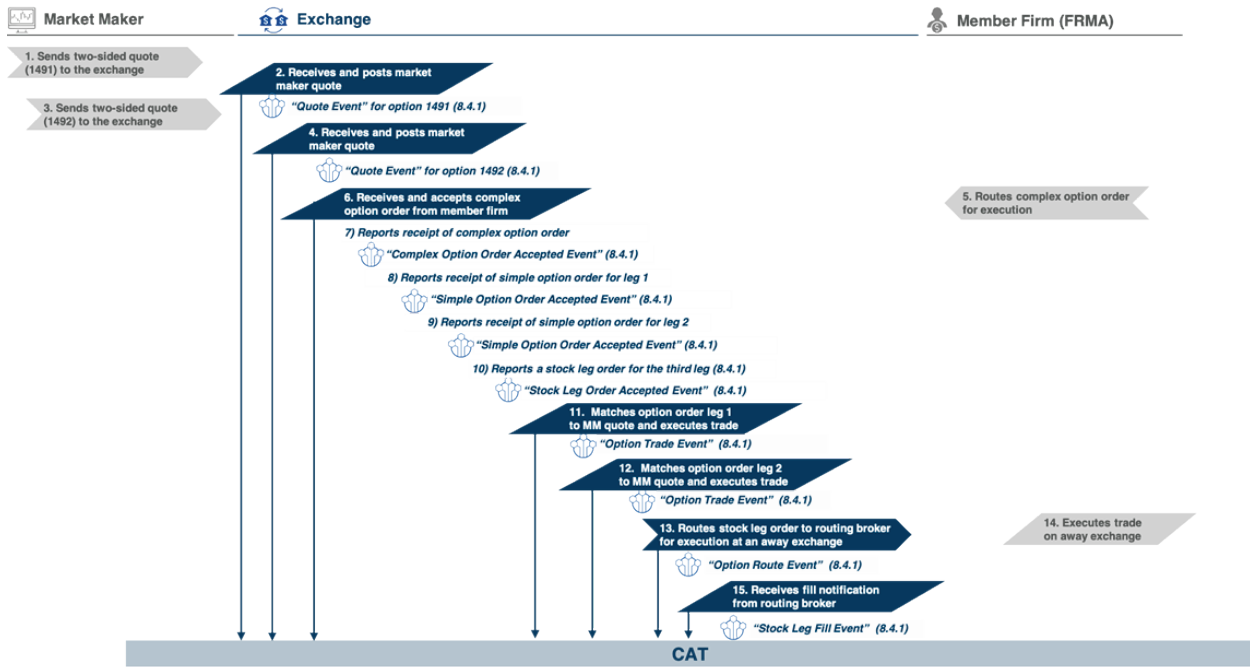 Market Maker
Exchange
Member Firm (FRMA)
1. Sends two-sided quote
(1491) to the exchange
2. Receives and posts market
maker quote
"Quote Event" for option 1491 (8.4.1)
3. Sends two-sided quote
(1492) to the exchange
4. Receives and posts market
maker quote
"Quote Event" for option 1492 (8.4.1)
5. Routes complex option order
for execution
6. Receives and accepts complex
option order from member firm
7) Reports receipt of complex option order
"Complex Option Order Accepted Event" (8.4.1)
8) Reports receipt of simple option order for leg 1
"Simple Option Order Accepted Event" (8.4.1)
9) Reports receipt of simple option order for leg 2
"Simple Option Order Accepted Event" (8.4.1)
10) Reports a stock leg order for the third leg (8.4.1)
"Stock Leg Order Accepted Event" (8.4.1)
11. Matches option order leg 1
to MM quote and executes trade
"Option Trade Event" (8.4.1)
12. Matches option order leg 2
to MM quote and executes trade
"Option Trade Event" (8.4.1)
13. Routes stock leg order to routing broker
for execution at an away exchange
"Option Route Event" (8.4.1)
14. Executes trade
on away exchange
15. Receives fill notification
from routing broker
"Stock Leg Fill Event" (8.4.1)
CAT